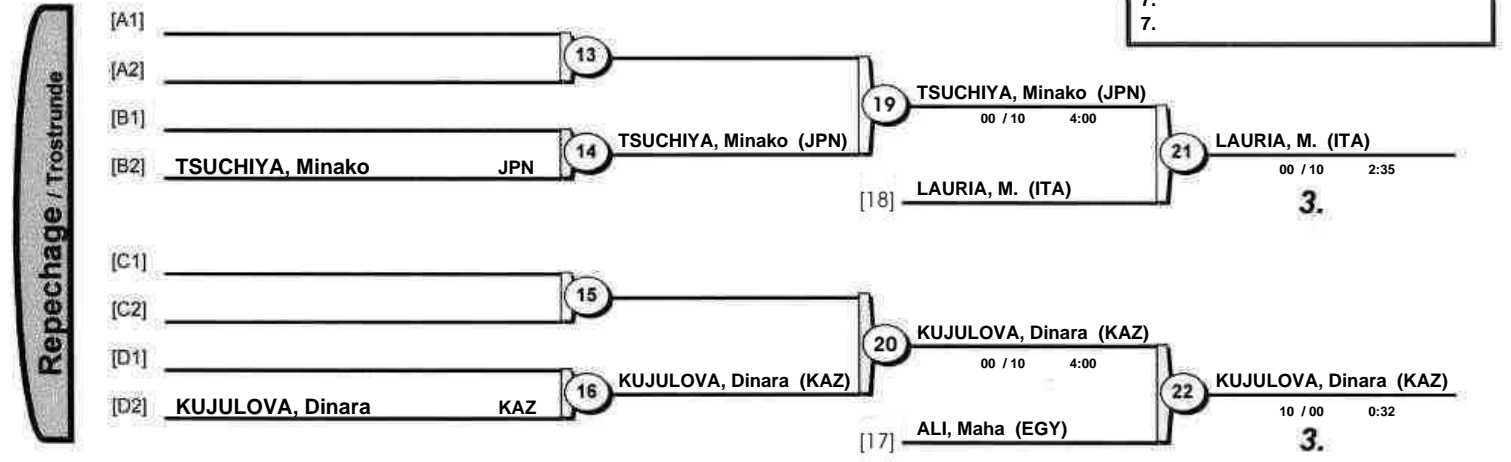 7.
7.
Repechage / Trostrunde
[A1]
[A2]
13
[B1]
[B2] TSUCHIYA, Minako JPN
14
TSUCHIYA, Minako (JPN)
19
TSUCHIYA, Minako (JPN)
00 / 10 4:00
[18] LAURIA, M. (ITA)
21
LAURIA, M. (ITA)
00 / 10 2:35
3.
[C1]
[C2]
15
[D1]
[D2] KUJULOVA, Dinara KAZ
16
KUJULOVA, Dinara (KAZ)
20
KUJULOVA, Dinara (KAZ)
00 / 10 4:00
[17] ALI, Maha (EGY)
22
KUJULOVA, Dinara (KAZ)
10 / 00 0:32
3.